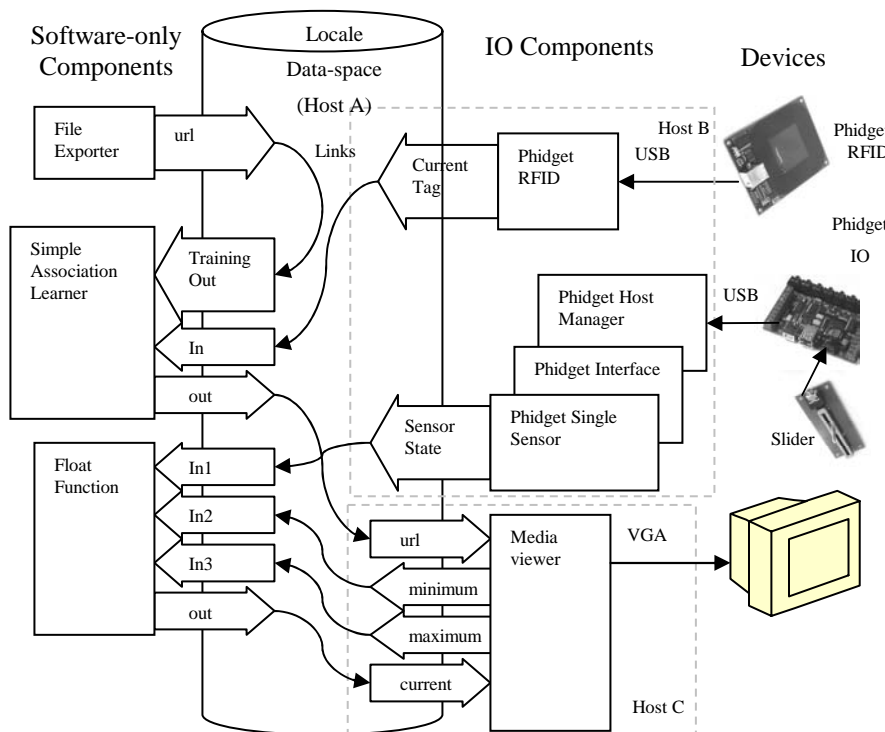 Software-only
Components
Locale
Data-space
(Host A)
IO Components
Devices
File
Exporter
url
Links
Current
Tag
Phidget
RFID
Host B
USB
Phidget
RFID
Simple
Association
Learner
Training
Out
In
out
Phidget Host
Manager
Phidget Interface
Phidget Single
Sensor
Sensor
State
USB
Phidget
IO
Slider
Float
Function
In1
In2
In3
out
url
minimum
maximum
current
Media
viewer
VGA
Host C